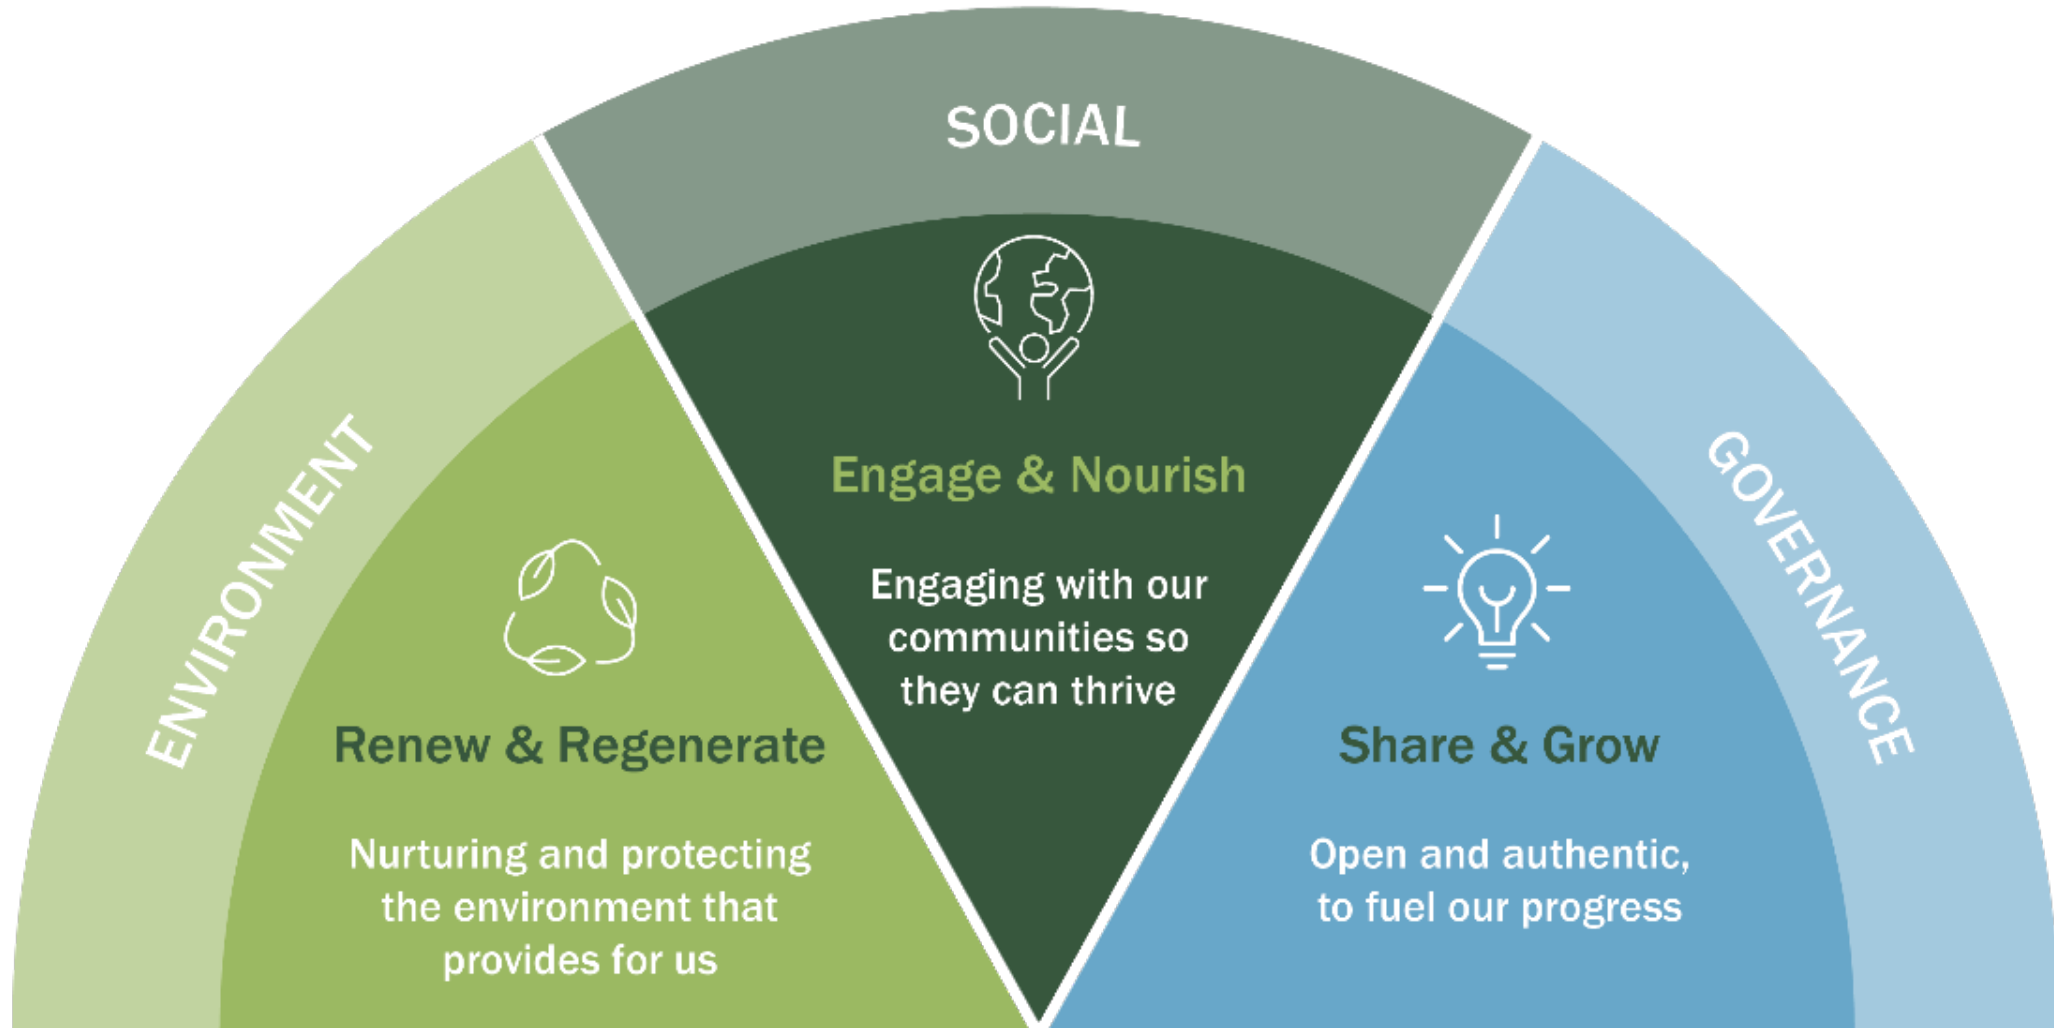 SOCIAL
Engage & Nourish
Engaging with our
communities so
they can thrive
ENVIRONMENT
Renew & Regenerate
Nurturing and protecting
the environment that
provides for us
GOVERNANCE
Share & Grow
Open and authentic,
to fuel our progress